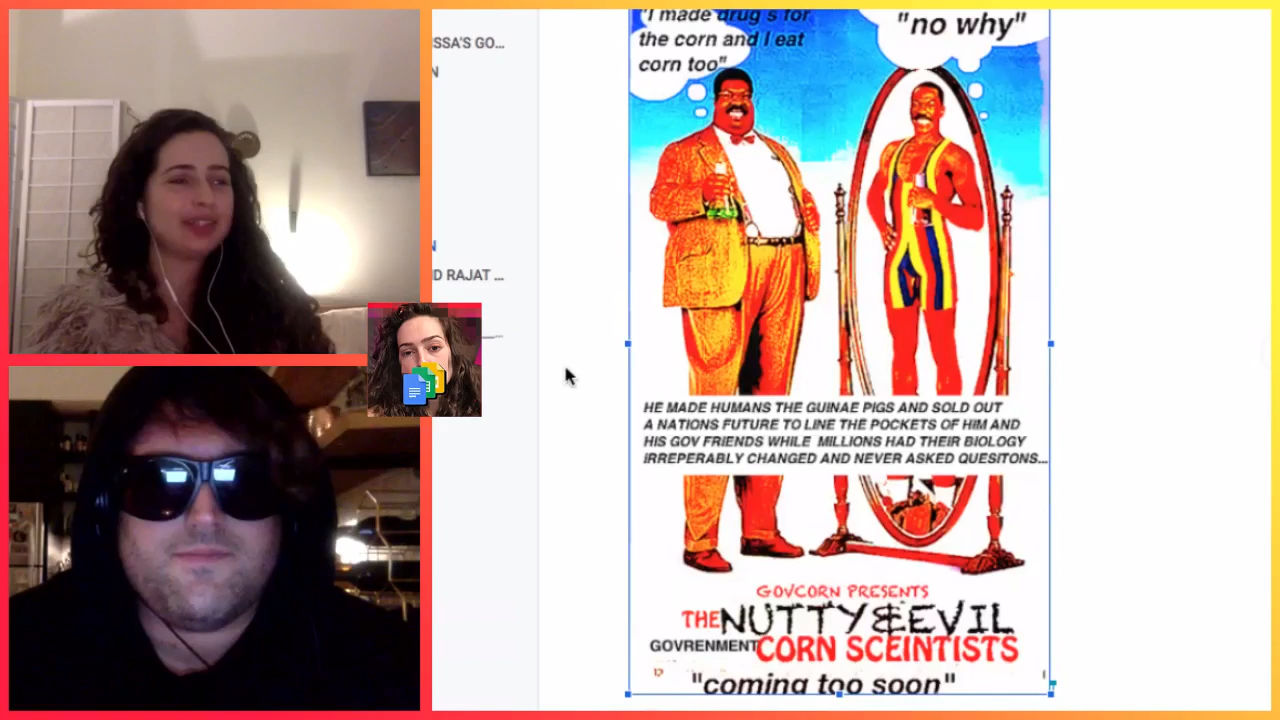 SSA'S GO...
N
N
D RAJAT ...
"I made drug s for
the corn and I eat
corn too"
"no why"
HE MADE HUMANS THE GUINAE PIGS AND SOLD OUT
A NATIONS FUTURE TO LINE THE POCKETS OF HIM AND
HIS GOV FRIENDS WHILE MILLIONS HAD THEIR BIOLOGY
IRREPERABLY CHANGED AND NEVER ASKED QUESITONS...
GOVCORN PRESENTS
THE NUTTY & EVIL
GOVRENMENT CORN SCEINTISTS
"coming too soon"